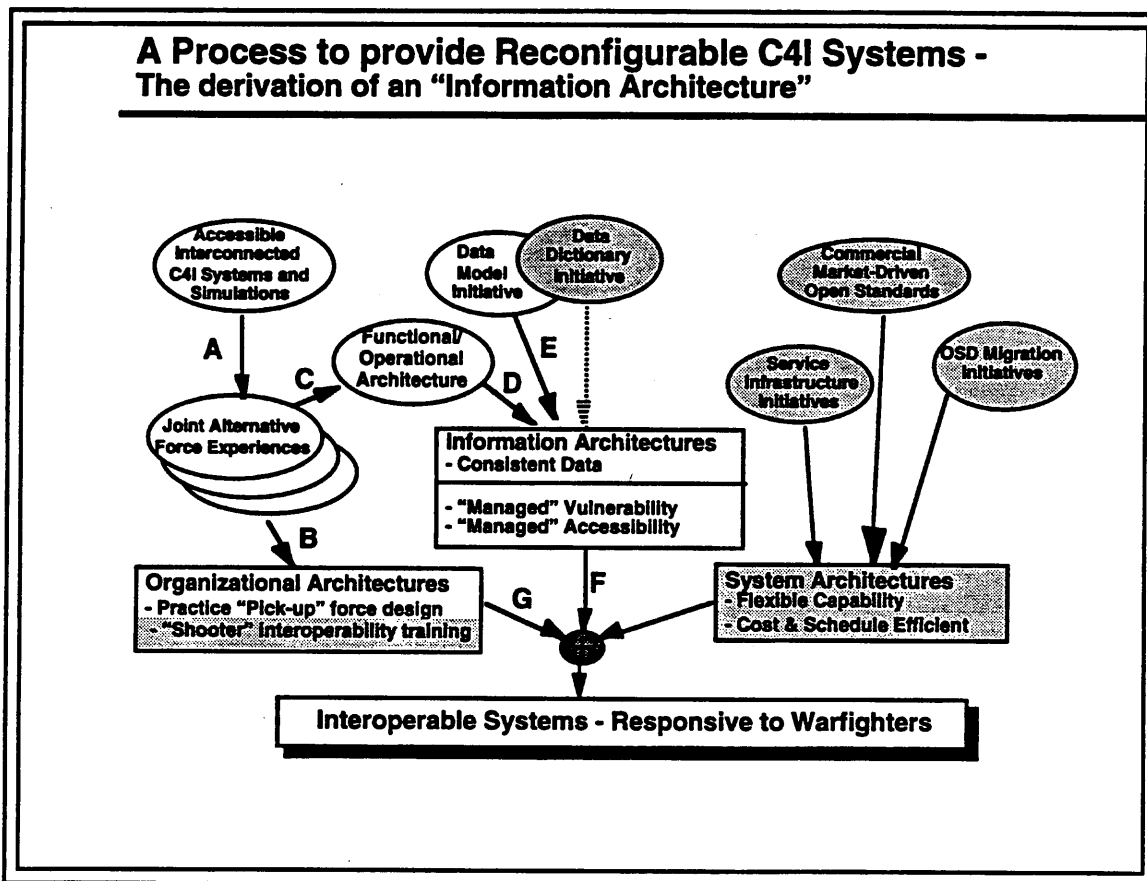 A Process to provide Reconfigurable C4I Systems -
The derivation of an “Information Architecture”
Accessible
Interconnected
C4I Systems and
Simulations
Data
Model
Initiative
Data
Dictionary
Initiative
Commercial
Market-Driven
Open Standards
A
C
Functional/
Operational
Architecture
D
E
Service
Infrastructure
Initiatives
OSD Migration
Initiatives
Joint Alternative
Force Experiences
Information Architectures
- Consistent Data
- “Managed” Vulnerability
- “Managed” Accessibility
B
Organizational Architectures
- Practice “Pick-up” force design
- “Shooter” interoperability training
G
F
System Architectures
- Flexible Capability
- Cost & Schedule Efficient
Interoperable Systems - Responsive to Warfighters